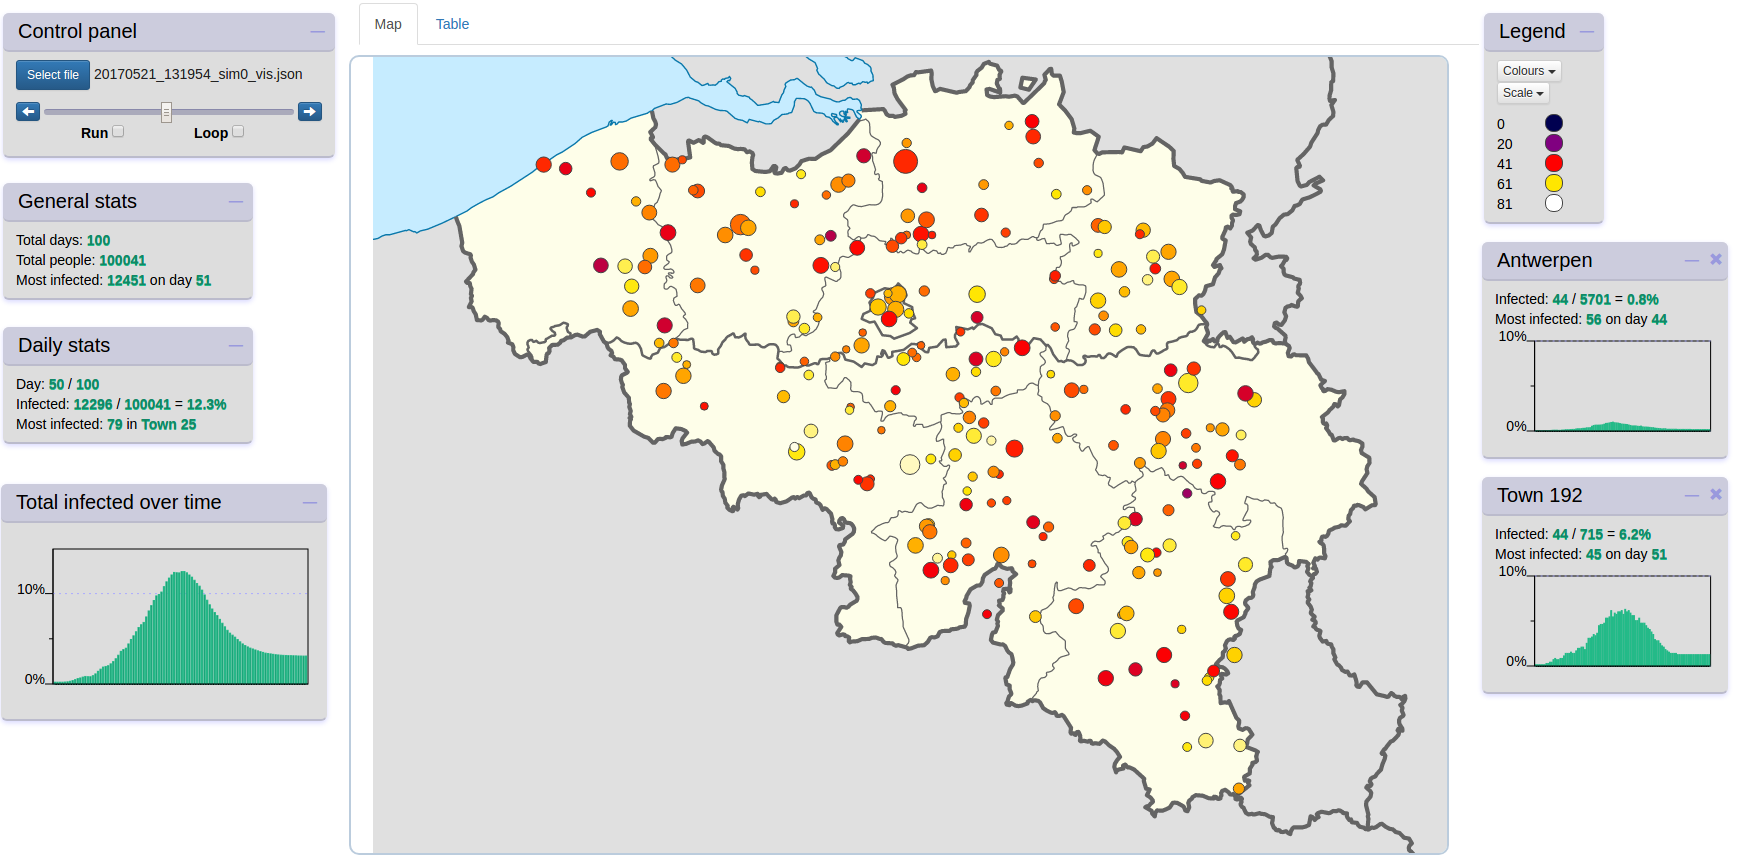 Control panel
Select file 20170521_131954_sim0_vis.json
Run Loop
General stats
Total days: 100
Total people: 100041
Most infected: 12451 on day 51
Daily stats
Day: 50 / 100
Infected: 12296 / 100041 = 12.3%
Most infected: 79 in Town 25
Total infected over time
10%
0%
Map Table
Legend
Colours
Scale
0
20
41
61
81
Antwerpen
Infected: 44 / 5701 = 0.8%
Most infected: 56 on day 44
10%
0%
Town 192
Infected: 44 / 715 = 6.2%
Most infected: 45 on day 51
10%
0%